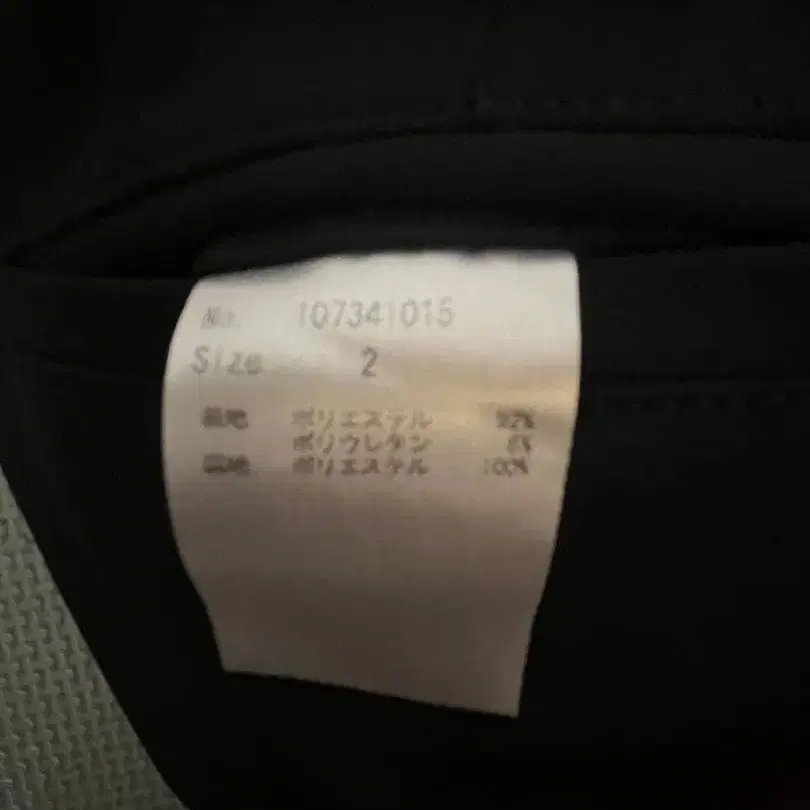 No. 107341015
Size 2
表地 ポリエステル 92%
ポリウレタン 8%
裏地 ポリエステル 100%